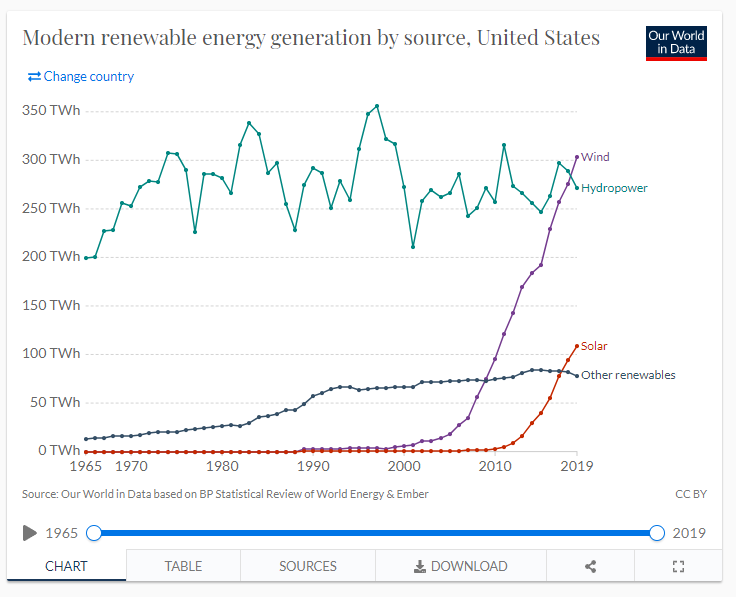 Modern renewable energy generation by source, United States
Our World
in Data
Change country
350 TWh
300 TWh
250 TWh
200 TWh
150 TWh
100 TWh
50 TWh
0 TWh
Wind
Hydropower
Solar
Other renewables
1965 1970 1980 1990 2000 2010 2019
Source: Our World in Data based on BP Statistical Review of World Energy & Ember CC BY
1965 2019
CHART TABLE SOURCES DOWNLOAD